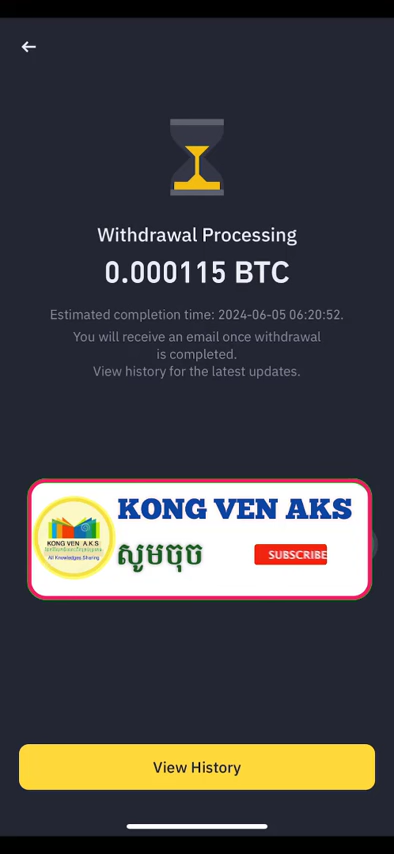 Withdrawal Processing
0.000115 BTC
Estimated completion time: 2024-06-05 06:20:52.
You will receive an email once withdrawal
is completed.
View history for the latest updates.
KONG VEN AKS
KONG VEN A.K.S
All Knowladges Sharing
សូមចុច
SUBSCRIBE
View History